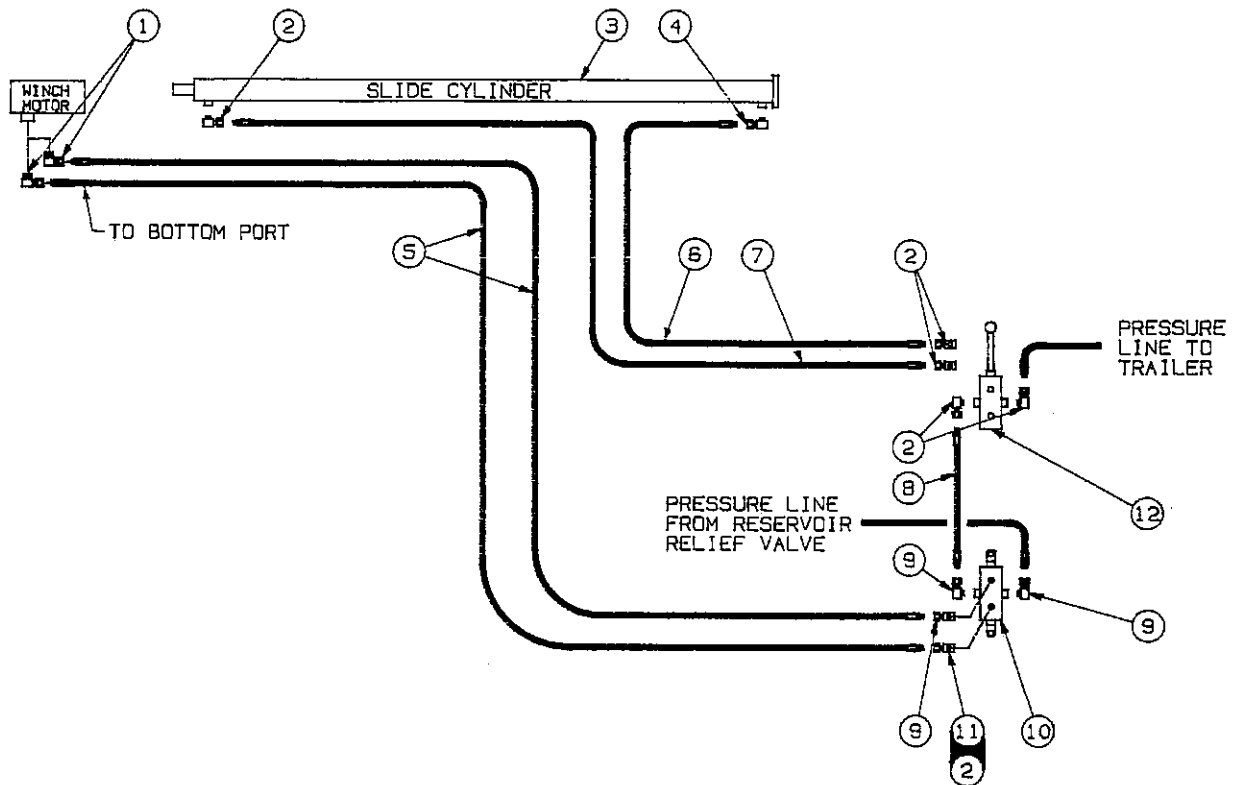 1
2
3
4
WINCH
MOTOR
SLIDE CYLINDER
TO BOTTOM PORT
5
6
7
2
PRESSURE
LINE TO
TRAILER
2
8
12
PRESSURE LINE
FROM RESERVOIR
RELIEF VALVE
9
9
9
11
10
2